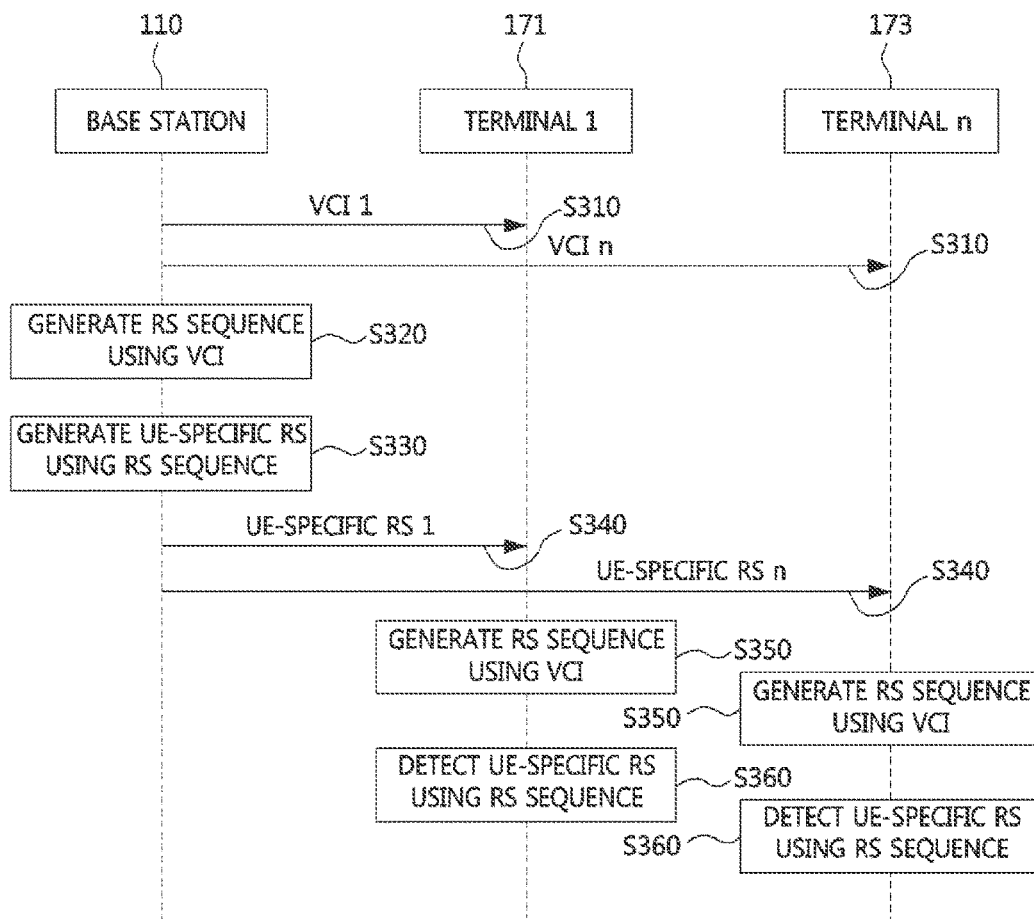 110
171
173
BASE STATION
TERMINAL 1
TERMINAL n
VCI 1
S310
VCI n
S310
GENERATE RS SEQUENCE
USING VCI
S320
GENERATE UE-SPECIFIC RS
USING RS SEQUENCE
S330
UE-SPECIFIC RS 1
S340
UE-SPECIFIC RS n
S340
GENERATE RS SEQUENCE
USING VCI
S350
GENERATE RS SEQUENCE
USING VCI
S350
DETECT UE-SPECIFIC RS
USING RS SEQUENCE
S360
DETECT UE-SPECIFIC RS
USING RS SEQUENCE
S360